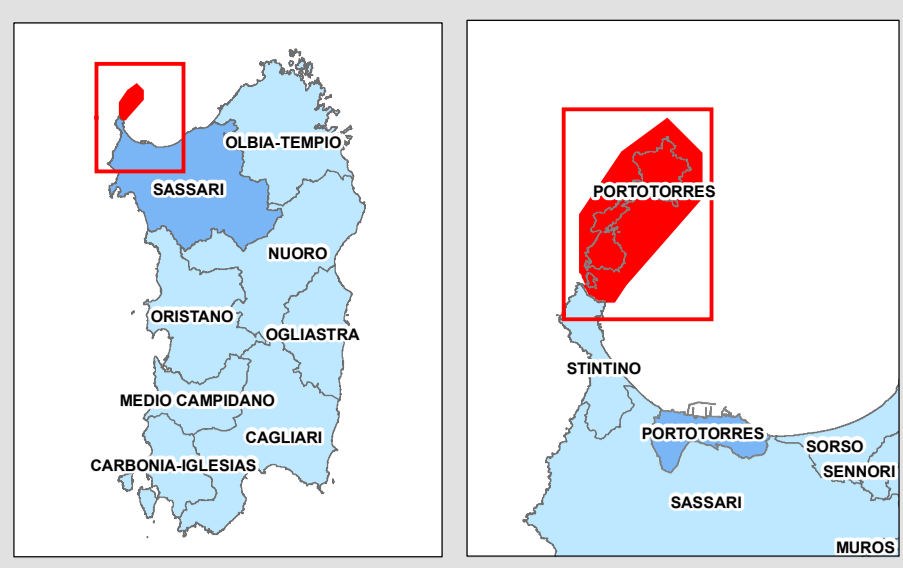 OLBIA-TEMPIO
SASSARI
NUORO
ORISTANO
OGLIASTRA
MEDIO CAMPIDANO
CAGLIARI
CARBONIA-IGLESIAS
PORTOTORRES
STINTINO
PORTOTORRES
SORSO
SENNORI
SASSARI
MUROS